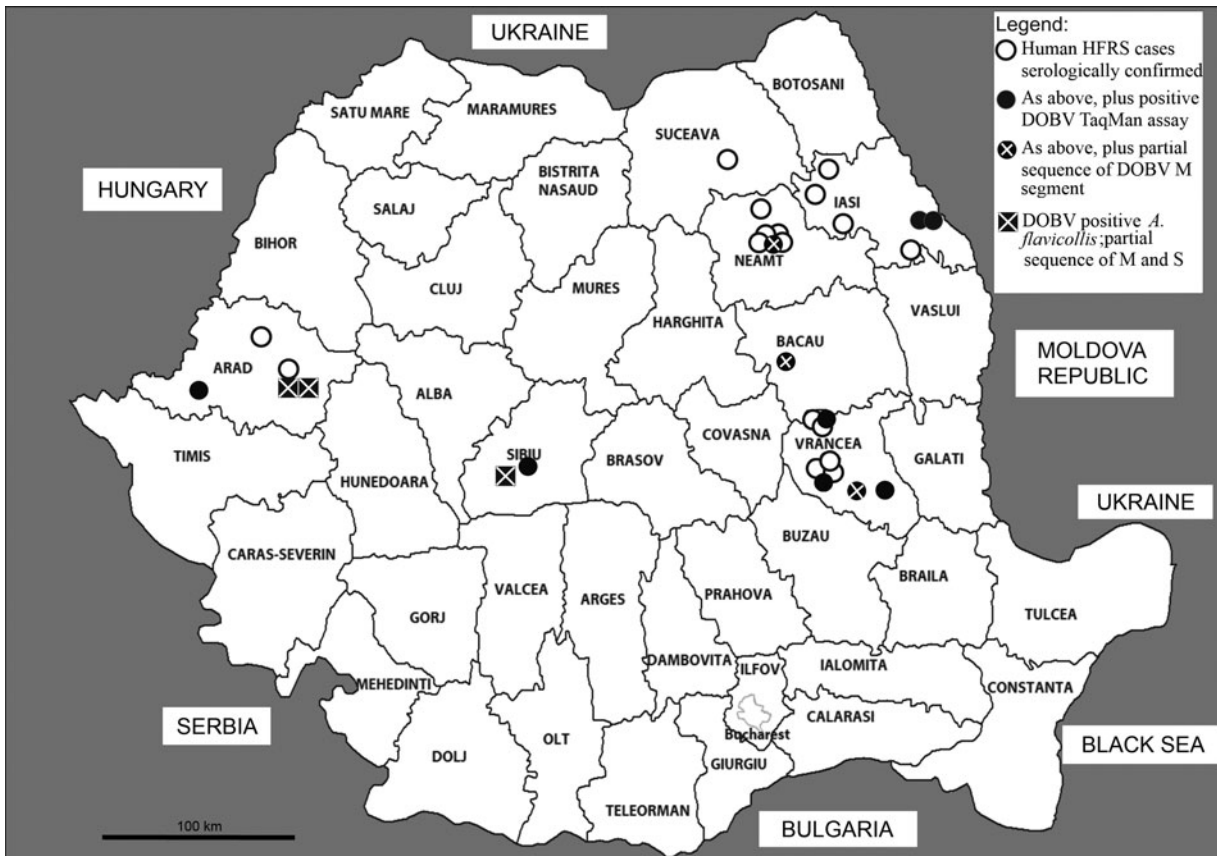 UKRAINE
Legend:
Human HFRS cases
serologically confirmed
As above, plus positive
DOBV TaqMan assay
As above, plus partial
sequence of DOBV M
segment
DOBV positive A.
flavicollis;partial
sequence of M and S
BOTOSANI
SATU MARE
MARAMURES
SUCEAVA
HUNGARY
BISTRITA
NASAUD
SALAJ
IASI
BIHOR
NEAMT
CLUJ
MURES
HARGHITA
VASLUI
BACAU
MOLDOVA
REPUBLIC
ARAD
ALBA
COVASNA
VRANCEA
TIMIS
SIBIU
BRASOV
GALATI
HUNEDOARA
UKRAINE
BUZAU
CARAS-SEVERIN
BRAILA
VALCEA
ARGES
PRAHOVA
TULCEA
GORJ
DAMBOVITA
ILFOV
IALOMITA
MEHEDINTI
CONSTANTA
SERBIA
CALARASI
Bucharest
OLT
BLACK SEA
DOLJ
GIURGIU
TELEORMAN
100 km
BULGARIA